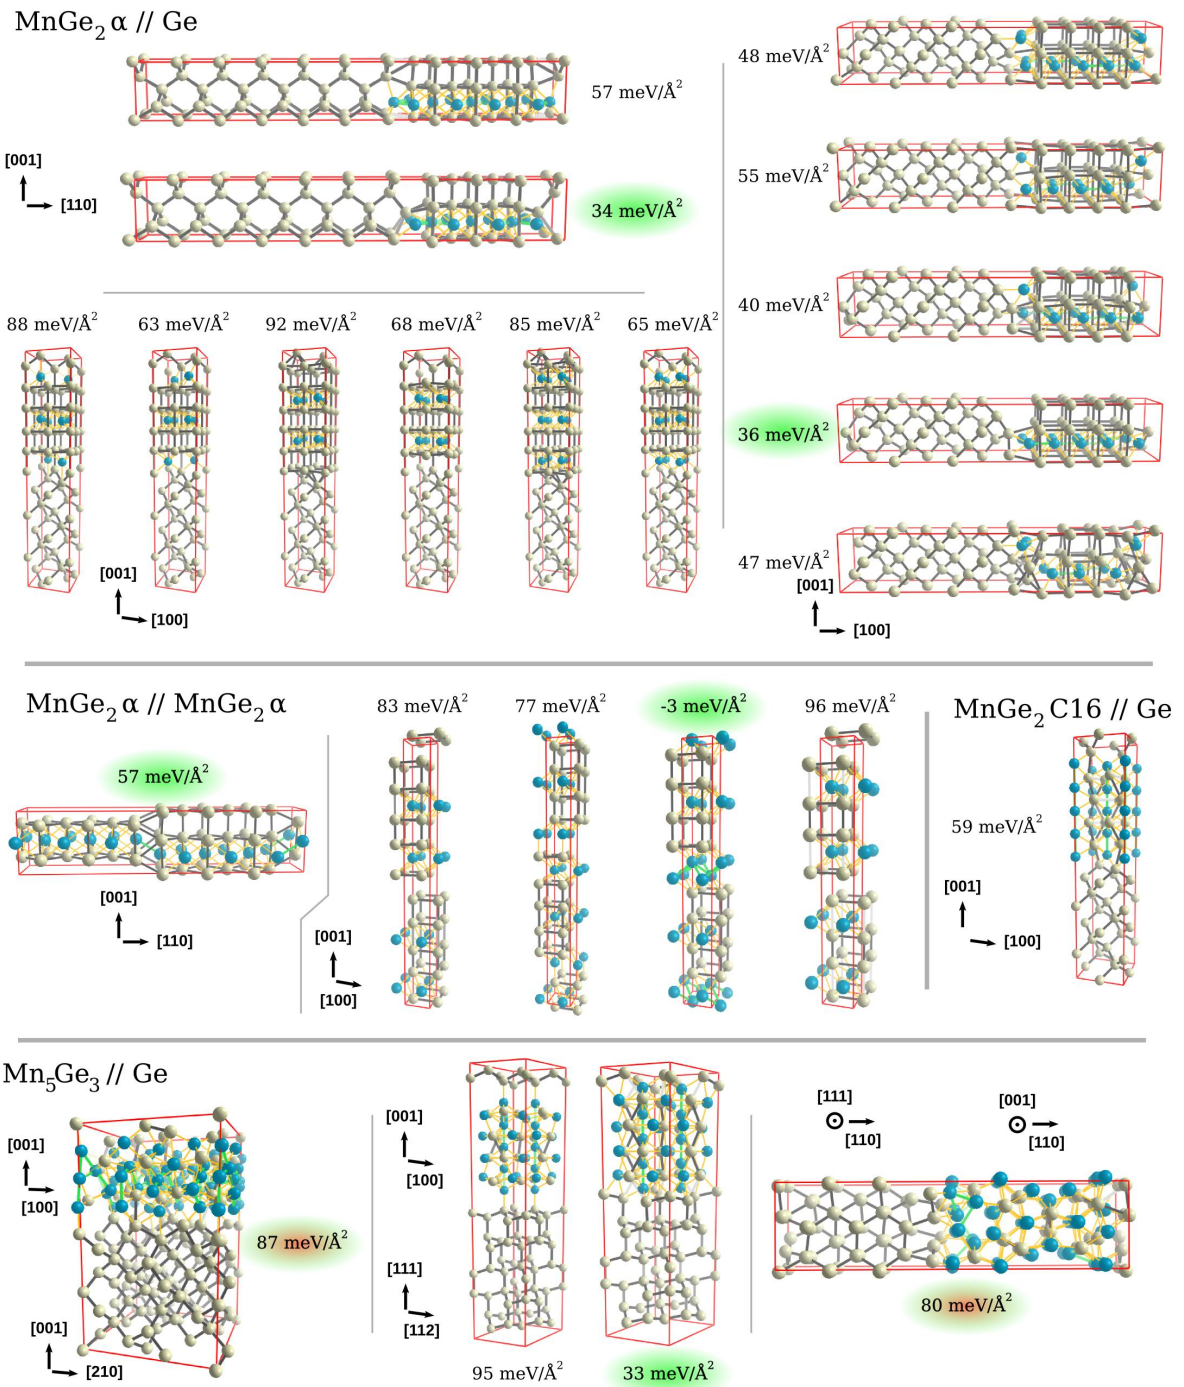 MnGe₂ α // Ge
57 meV/Å²
[001]
[110]
34 meV/Å²
88 meV/Å² 63 meV/Å² 92 meV/Å² 68 meV/Å² 85 meV/Å² 65 meV/Å²
[001]
[100]
48 meV/Å²
55 meV/Å²
40 meV/Å²
36 meV/Å²
47 meV/Å²
[001]
[100]
MnGe₂ α // MnGe₂ α
57 meV/Å²
[001]
[110]
83 meV/Å² 77 meV/Å² -3 meV/Å² 96 meV/Å²
[001]
[100]
MnGe₂ C16 // Ge
59 meV/Å²
[001]
[100]
Mn₅Ge₃ // Ge
[001]
[100]
87 meV/Å²
[001]
[210]
[001]
[100]
[111]
[112]
95 meV/Å² 33 meV/Å²
[111] [001]
[110] [110]
80 meV/Å²